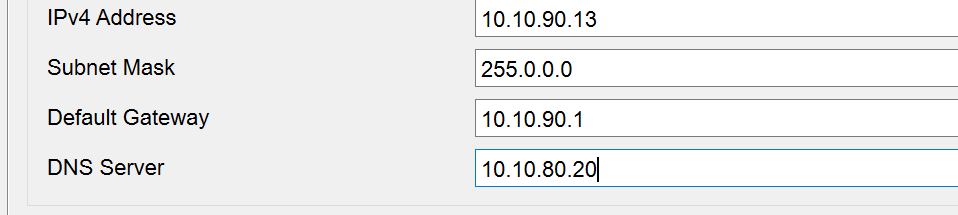 IPv4 Address 10.10.90.13
Subnet Mask 255.0.0.0
Default Gateway 10.10.90.1
DNS Server 10.10.80.20